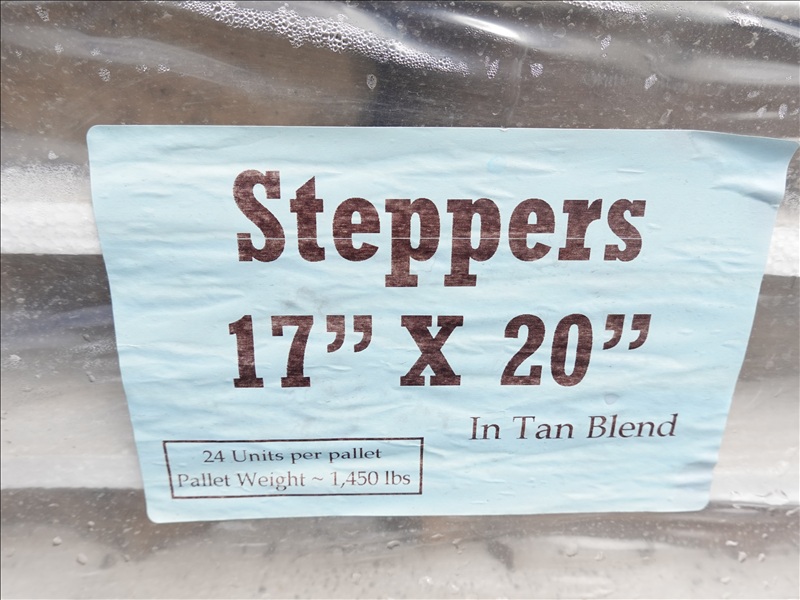 Steppers
17” X 20”
In Tan Blend
24 Units per pallet
Pallet Weight ~ 1,450 lbs